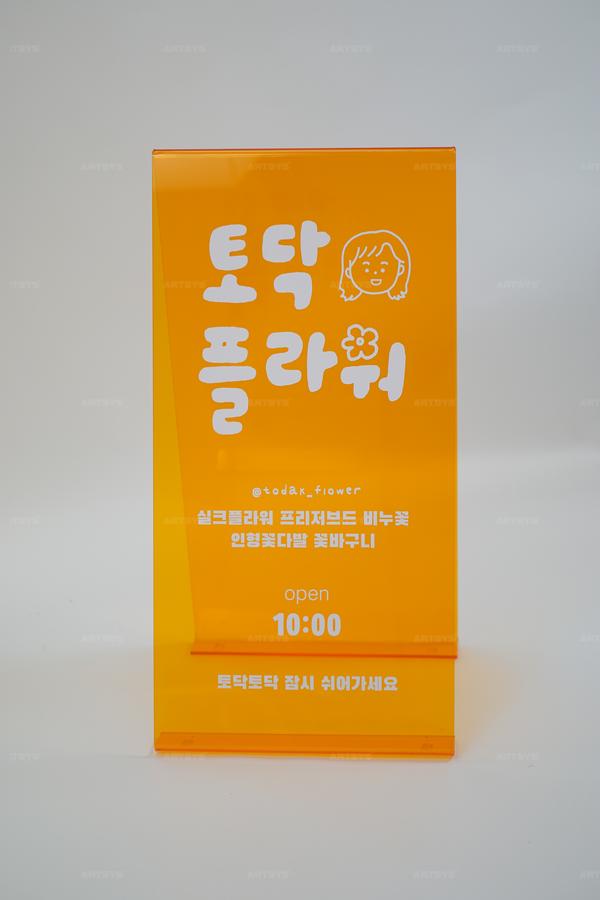 토닥
플라워
@todak_flower
실크플라워 프리저브드 비누꽃
인형꽃다발 꽃바구니
open
10:00
토닥토닥 잠시 쉬어가세요
ARTSYS